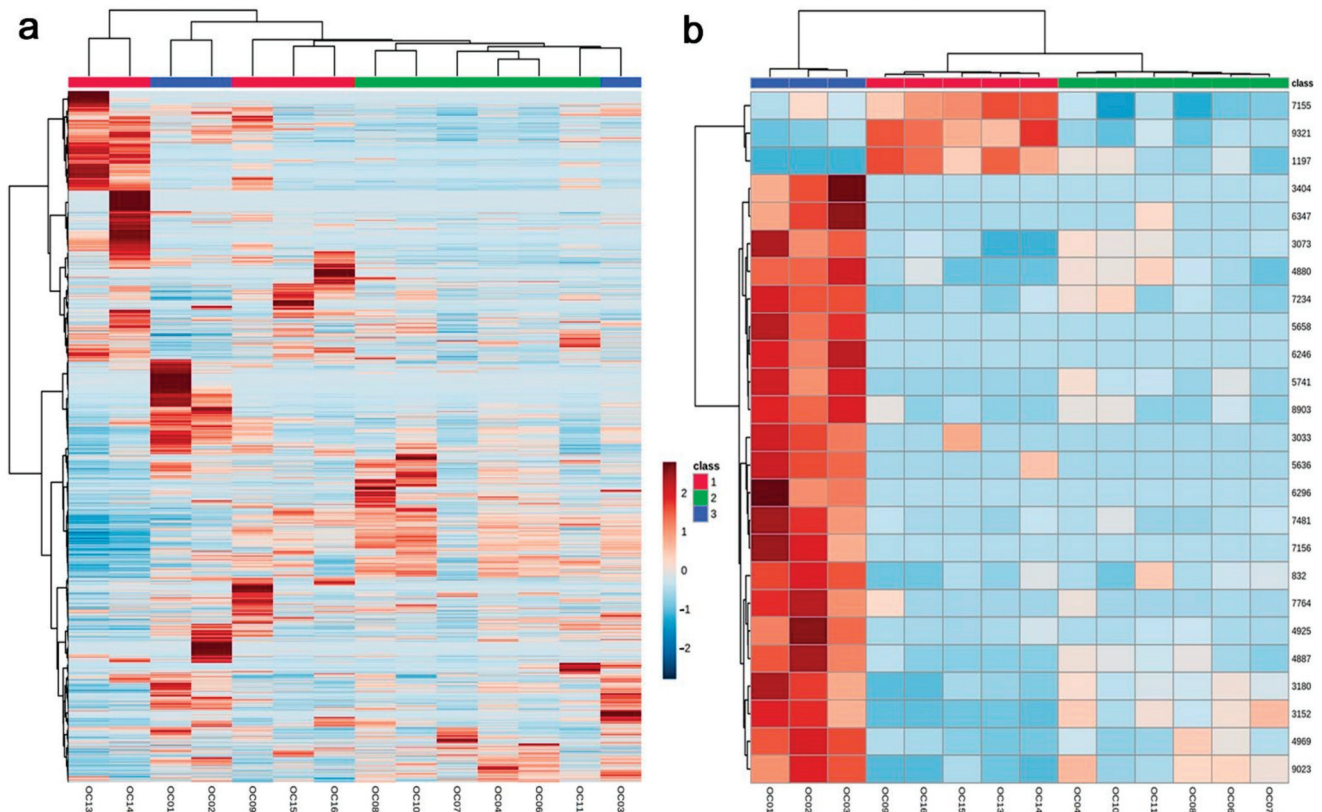 a
b
class
7155
9321
1197
3404
6347
3073
4880
7234
5658
6246
5741
8903
3033
5636
6296
7481
7156
832
7764
4925
4887
3180
3152
4969
9023
class
1
2
3
2
1
0
-1
-2
OC13
OC14
OC01
OC02
OC09
OC15
OC16
OC08
OC10
OC07
OC04
OC06
OC11
OC03
OC01
OC02
OC03
OC09
OC16
OC15
OC13
OC14
OC04
OC10
OC11
OC08
OC06
OC07